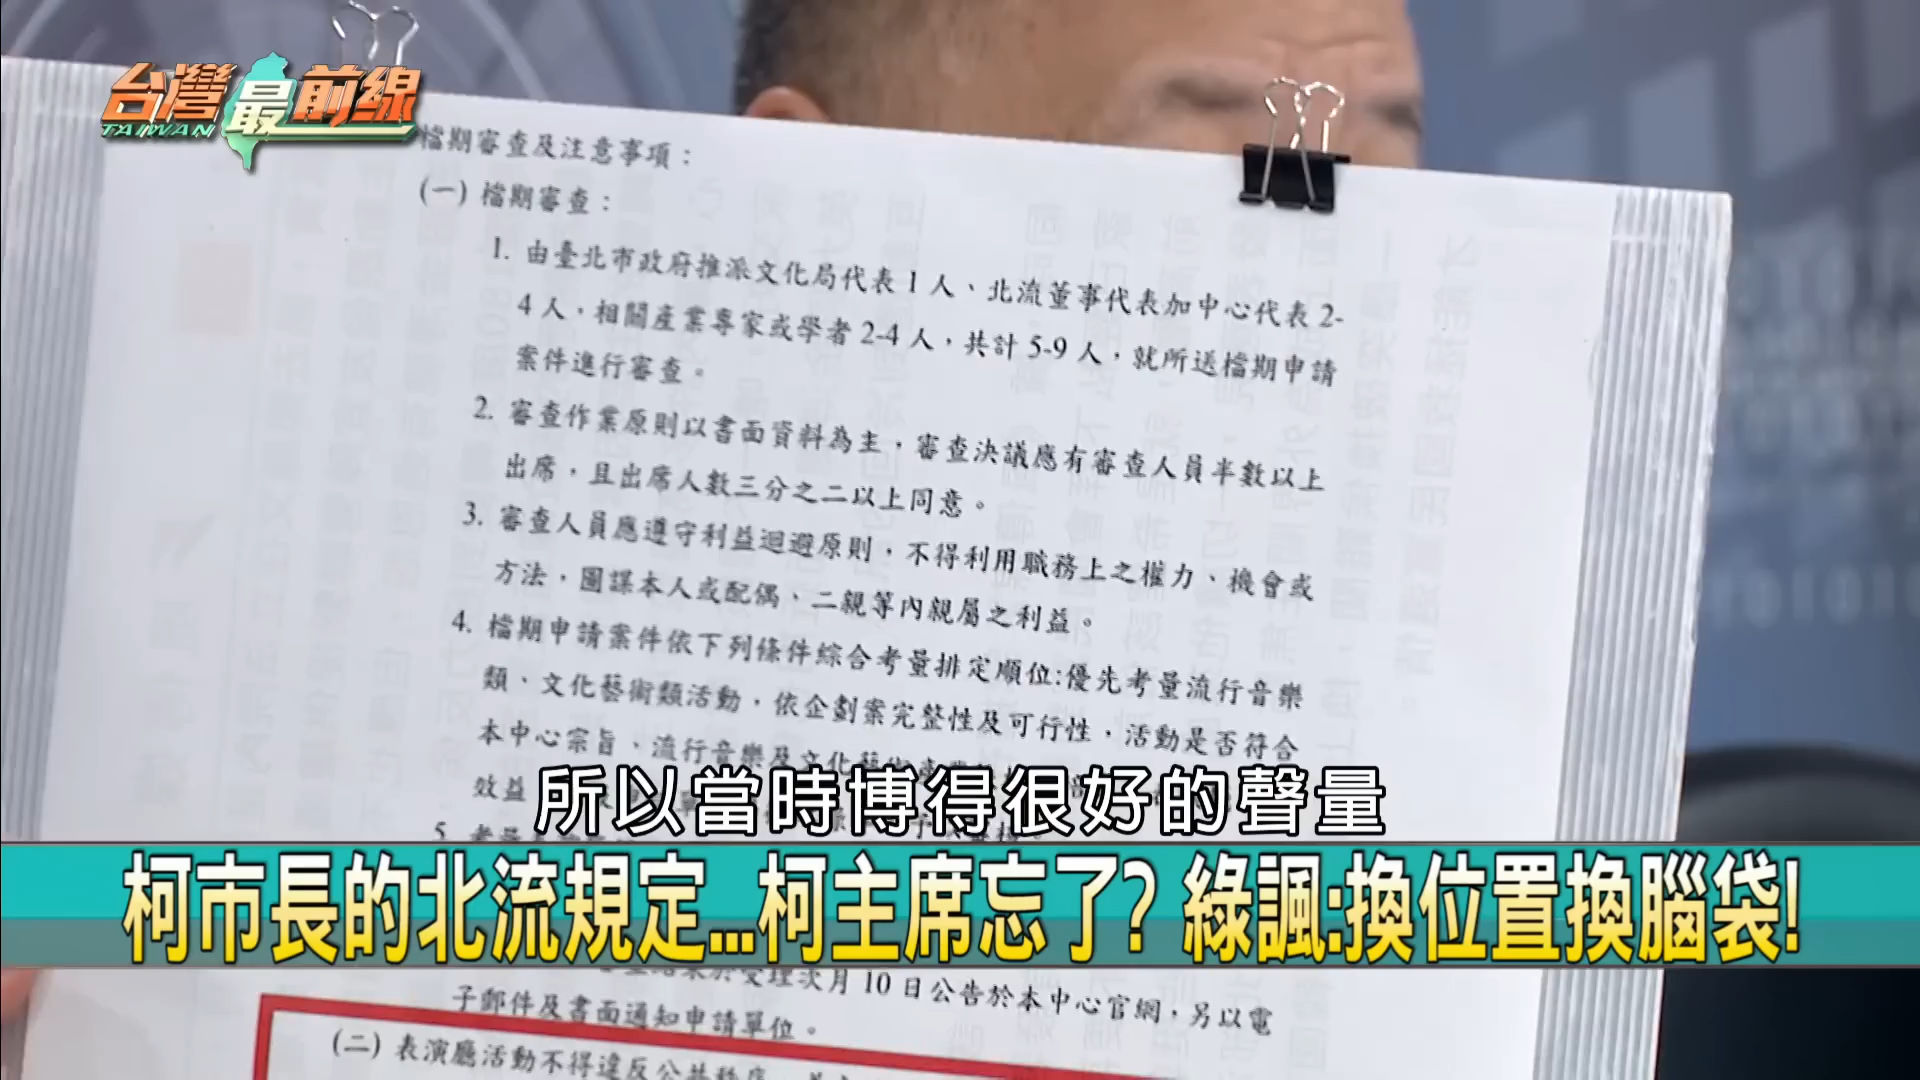 台灣最前線
TAIWAN
檔期審查及注意事項：
(一) 檔期審查：
1. 由臺北市政府推派文化局代表 1 人、北流董事代表加中心代表 2-
4 人，相關產業專家或學者 2-4 人，共計 5-9 人，就所送檔期申請
案件進行審查。
2. 審查作業原則以書面資料為主，審查決議應有審查人員半數以上
出席，且出席人數三分之二以上同意。
3. 審查人員應遵守利益迴避原則，不得利用職務上之權力、機會或
方法，圖謀本人或配偶、二親等內親屬之利益。
4. 檔期申請案件依下列條件綜合考量排定順位:優先考量流行音樂
類、文化藝術類活動，依企劃案完整性及可行性，活動是否符合
本中心宗旨、流行音樂及文化藝術
效益
5.
所以當時博得很好的聲量
柯市長的北流規定...柯主席忘了? 綠諷:換位置換腦袋!
受理次月 10 日公告於本中心官網，另以電
子郵件及書面通知申請單位。
(二) 表演廳活動不得違反公共秩序